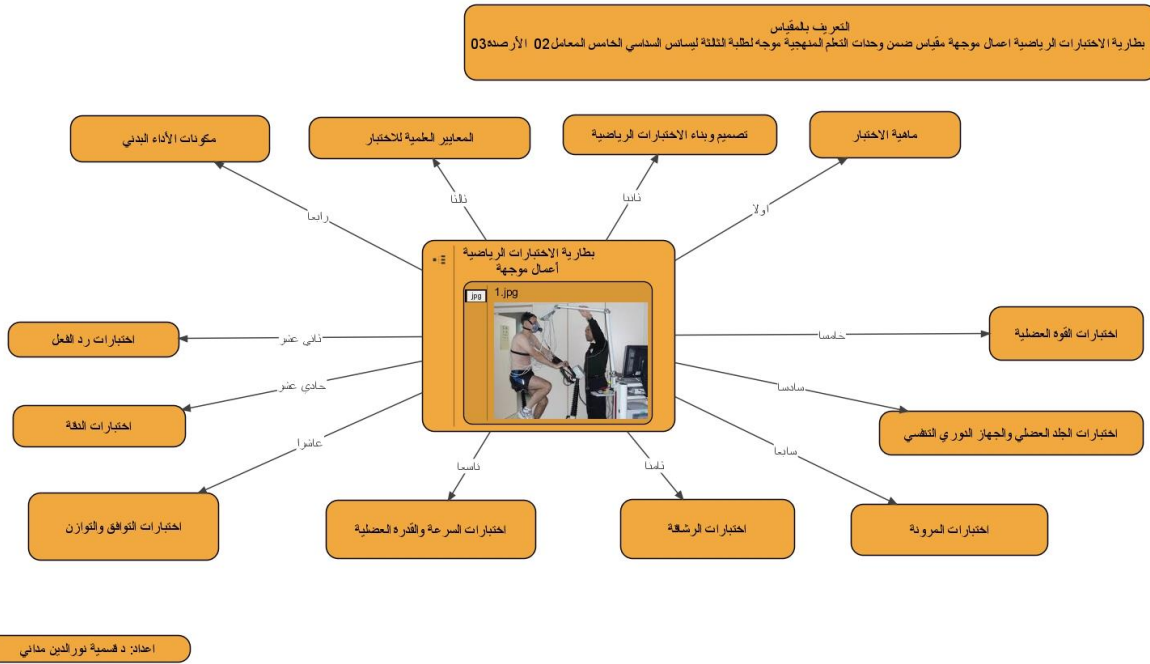 التعريف بالمقياس
بطارية الاختبارات الرياضية اعمال موجهة مقياس ضمن وحدات التعلم المنهجية موجه لطلبة الثالثة ليسانس السداسي الخامس المعامل 02 الأرصدة03
ماهية الاختبار
تصميم وبناء الاختبارات الرياضية
المعايير العلمية للاختبار
مكونات الأداء البدني
اولا
ثانيا
ثالثا
رابعا
بطارية الاختبارات الرياضية
أعمال موجهة
jpg
1.jpg
خامسا
اختبارات القوة العضلية
ثاني عشر
اختبارات رد الفعل
سادسا
اختبارات الجلد العضلي والجهاز الدوري التنفسي
حادي عشر
اختبارات الدقة
سابعا
اختبارات المرونة
ثامنا
اختبارات الرشاقة
تاسعا
اختبارات السرعة والقدرة العضلية
عاشرا
اختبارات التوافق والتوازن
اعداد: د قسمية نورالدين مداني